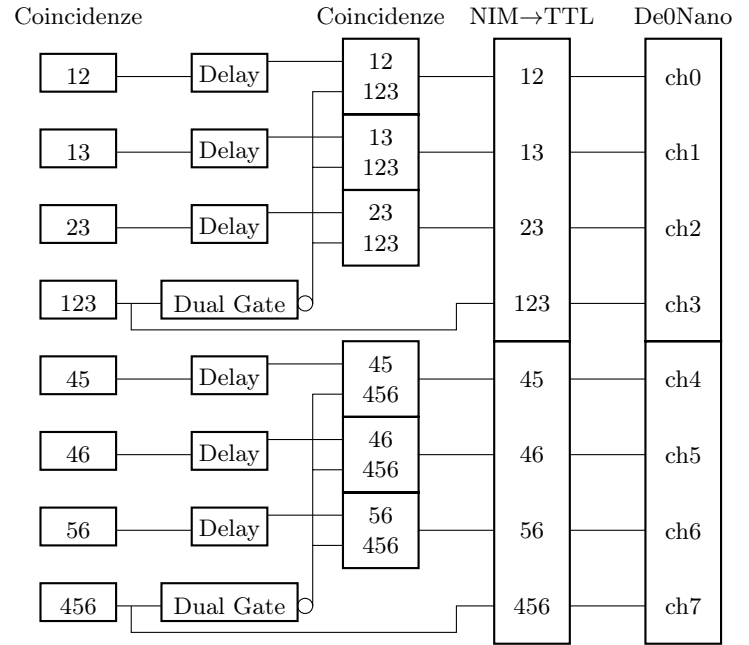 Coincidenze Coincidenze NIM→TTL De0Nano
12 Delay 12 12 ch0
123
13 Delay 13 13 ch1
123
23 Delay 23 23 ch2
123
123 Dual Gate 123 ch3
45 Delay 45 45 ch4
456
46 Delay 46 46 ch5
456
56 Delay 56 56 ch6
456
456 Dual Gate 456 ch7